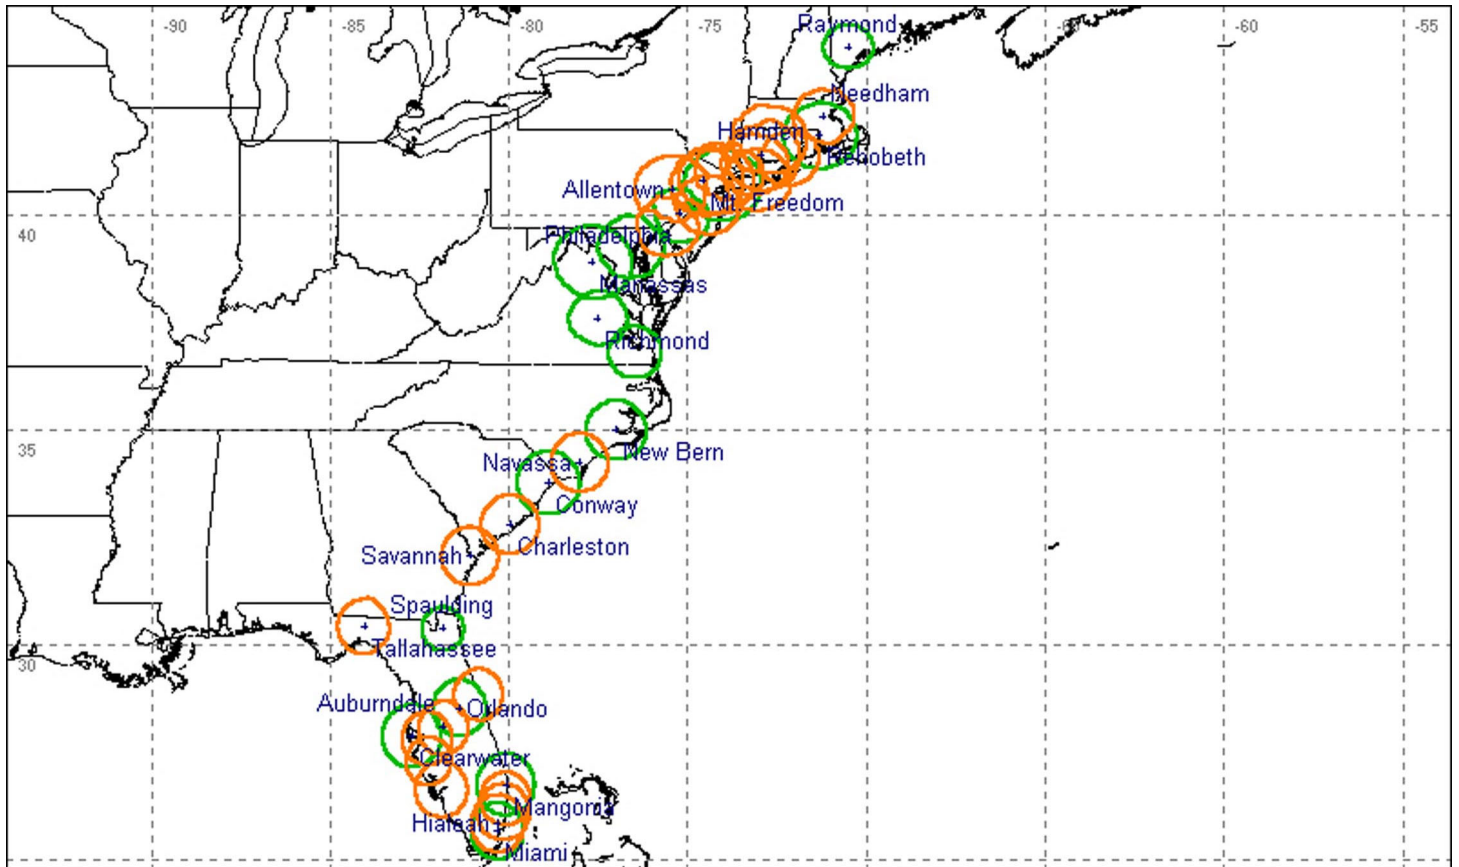 -90
-85
-80
-75
-60
-55
Raymond
Needham
Hamden
Rehobeth
Allentown
Mt. Freedom
40
Philadelphia
Manassas
Richmond
35
New Bern
Navassa
Conway
Charleston
Savannah
Spaulding
Tallahassee
30
Auburndale
Orlando
Clearwater
Mangonia
Hialeah
Miami